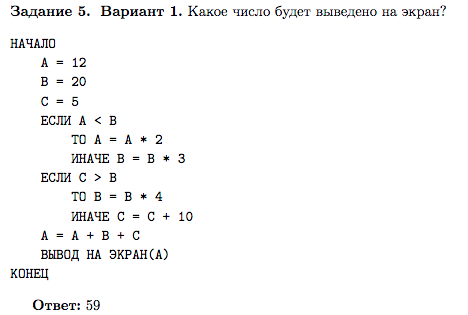 Задание 5. Вариант 1. Какое число будет выведено на экран?
НАЧАЛО
A = 12
B = 20
C = 5
ЕСЛИ A < B
ТО A = A * 2
ИНАЧЕ B = B * 3
ЕСЛИ C > B
ТО B = B * 4
ИНАЧЕ C = C + 10
A = A + B + C
ВЫВОД НА ЭКРАН(A)
КОНЕЦ
Ответ: 59